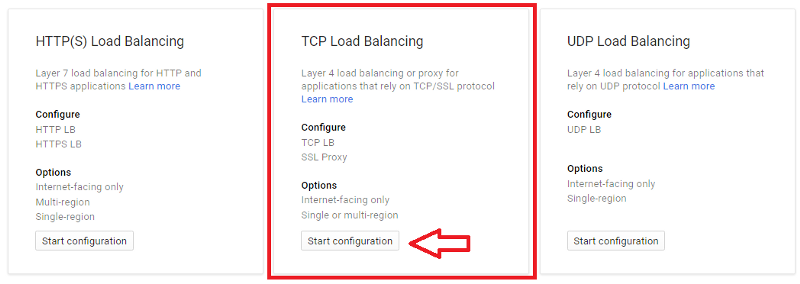 HTTP(S) Load Balancing
Layer 7 load balancing for HTTP and
HTTPS applications Learn more
Configure
HTTP LB
HTTPS LB
Options
Internet-facing only
Multi-region
Single-region
Start configuration
TCP Load Balancing
Layer 4 load balancing or proxy for
applications that rely on TCP/SSL protocol
Learn more
Configure
TCP LB
SSL Proxy
Options
Internet-facing only
Single or multi-region
Start configuration
UDP Load Balancing
Layer 4 load balancing for applications that
rely on UDP protocol Learn more
Configure
UDP LB
Options
Internet-facing only
Single-region
Start configuration